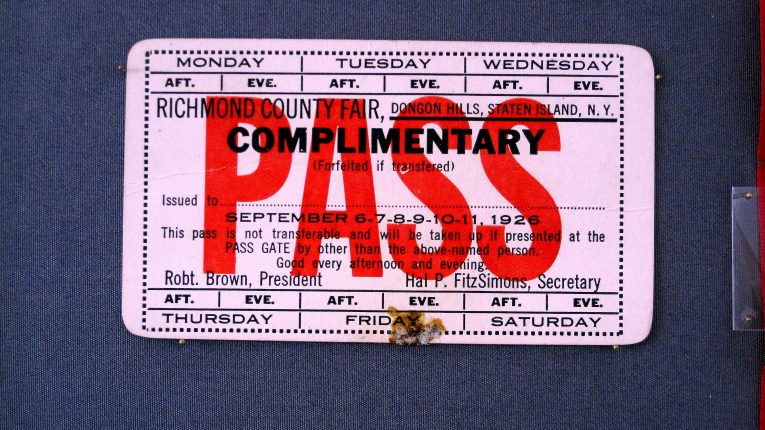 MONDAY TUESDAY WEDNESDAY
AFT. EVE. AFT. EVE. AFT. EVE.
RICHMOND COUNTY FAIR, DONGON HILLS, STATEN ISLAND, N. Y.
PASS
COMPLIMENTARY
(Forfeited if transfered)
Issued to
SEPTEMBER 6-7-8-9-10-11, 1926
This pass is not transferable and will be taken up if presented at the
PASS GATE by other than the above-named person.
Good every afternoon and evening.
Robt. Brown, President Hal P. FitzSimons, Secretary
AFT. EVE. AFT. EVE. AFT. EVE.
THURSDAY FRIDAY SATURDAY